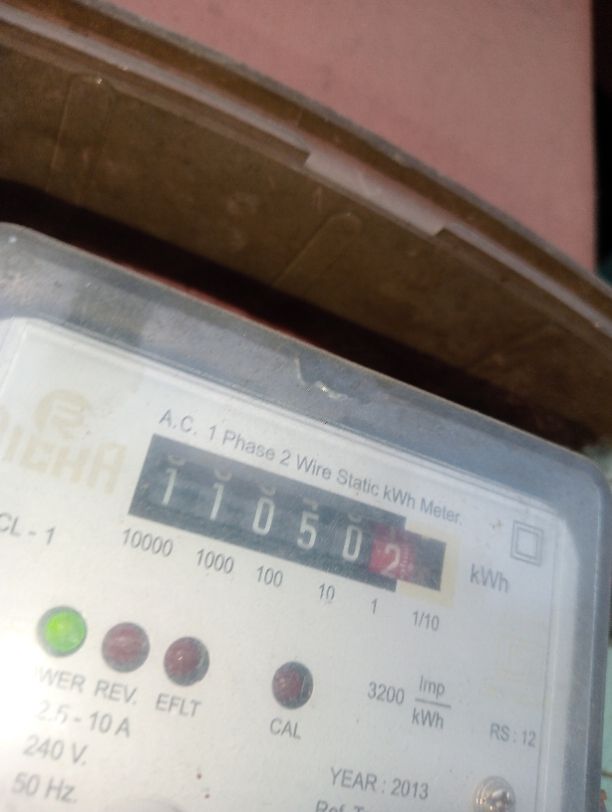 A.C. 1 Phase 2 Wire Static kWh Meter
1 1 0 5 0 2
kWh
CL - 1
10000 1000 100 10 1 1/10
3200 Imp/kWh
REV. EFLT CAL
2.5 - 10 A
RS : 12
240 V.
YEAR : 2013
50 Hz.